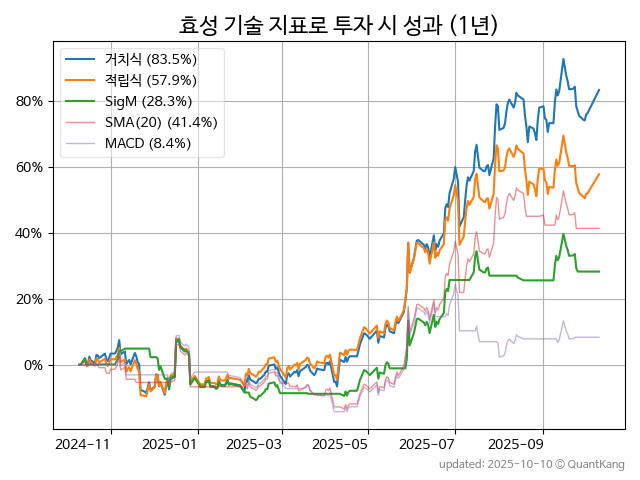 효성 기술 지표로 투자 시 성과 (1년)
거치식 (83.5%)
적립식 (57.9%)
SigM (28.3%)
SMA(20) (41.4%)
MACD (8.4%)
80%
60%
40%
20%
0%
2024-11
2025-01
2025-03
2025-05
2025-07
2025-09
updated: 2025-10-10 © QuantKang